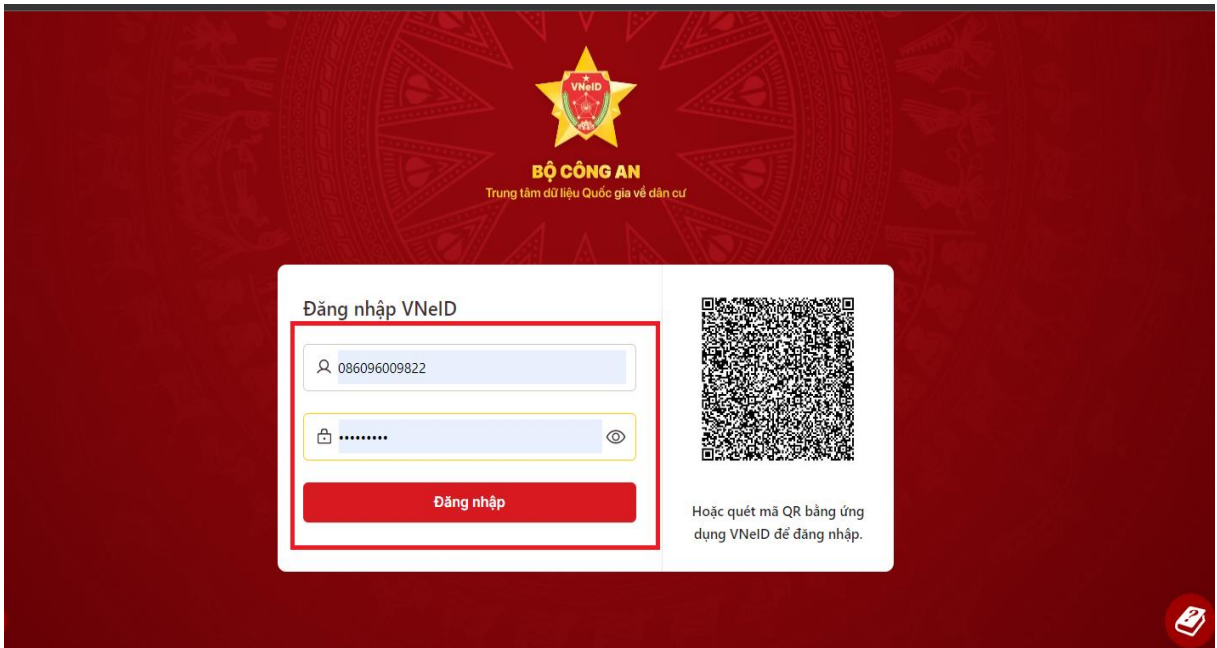 VNeID
BỘ CÔNG AN
Trung tâm dữ liệu Quốc gia về dân cư
Đăng nhập VNeID
086096009822
•••••••••
Đăng nhập
Hoặc quét mã QR bằng ứng
dụng VNeID để đăng nhập.
?